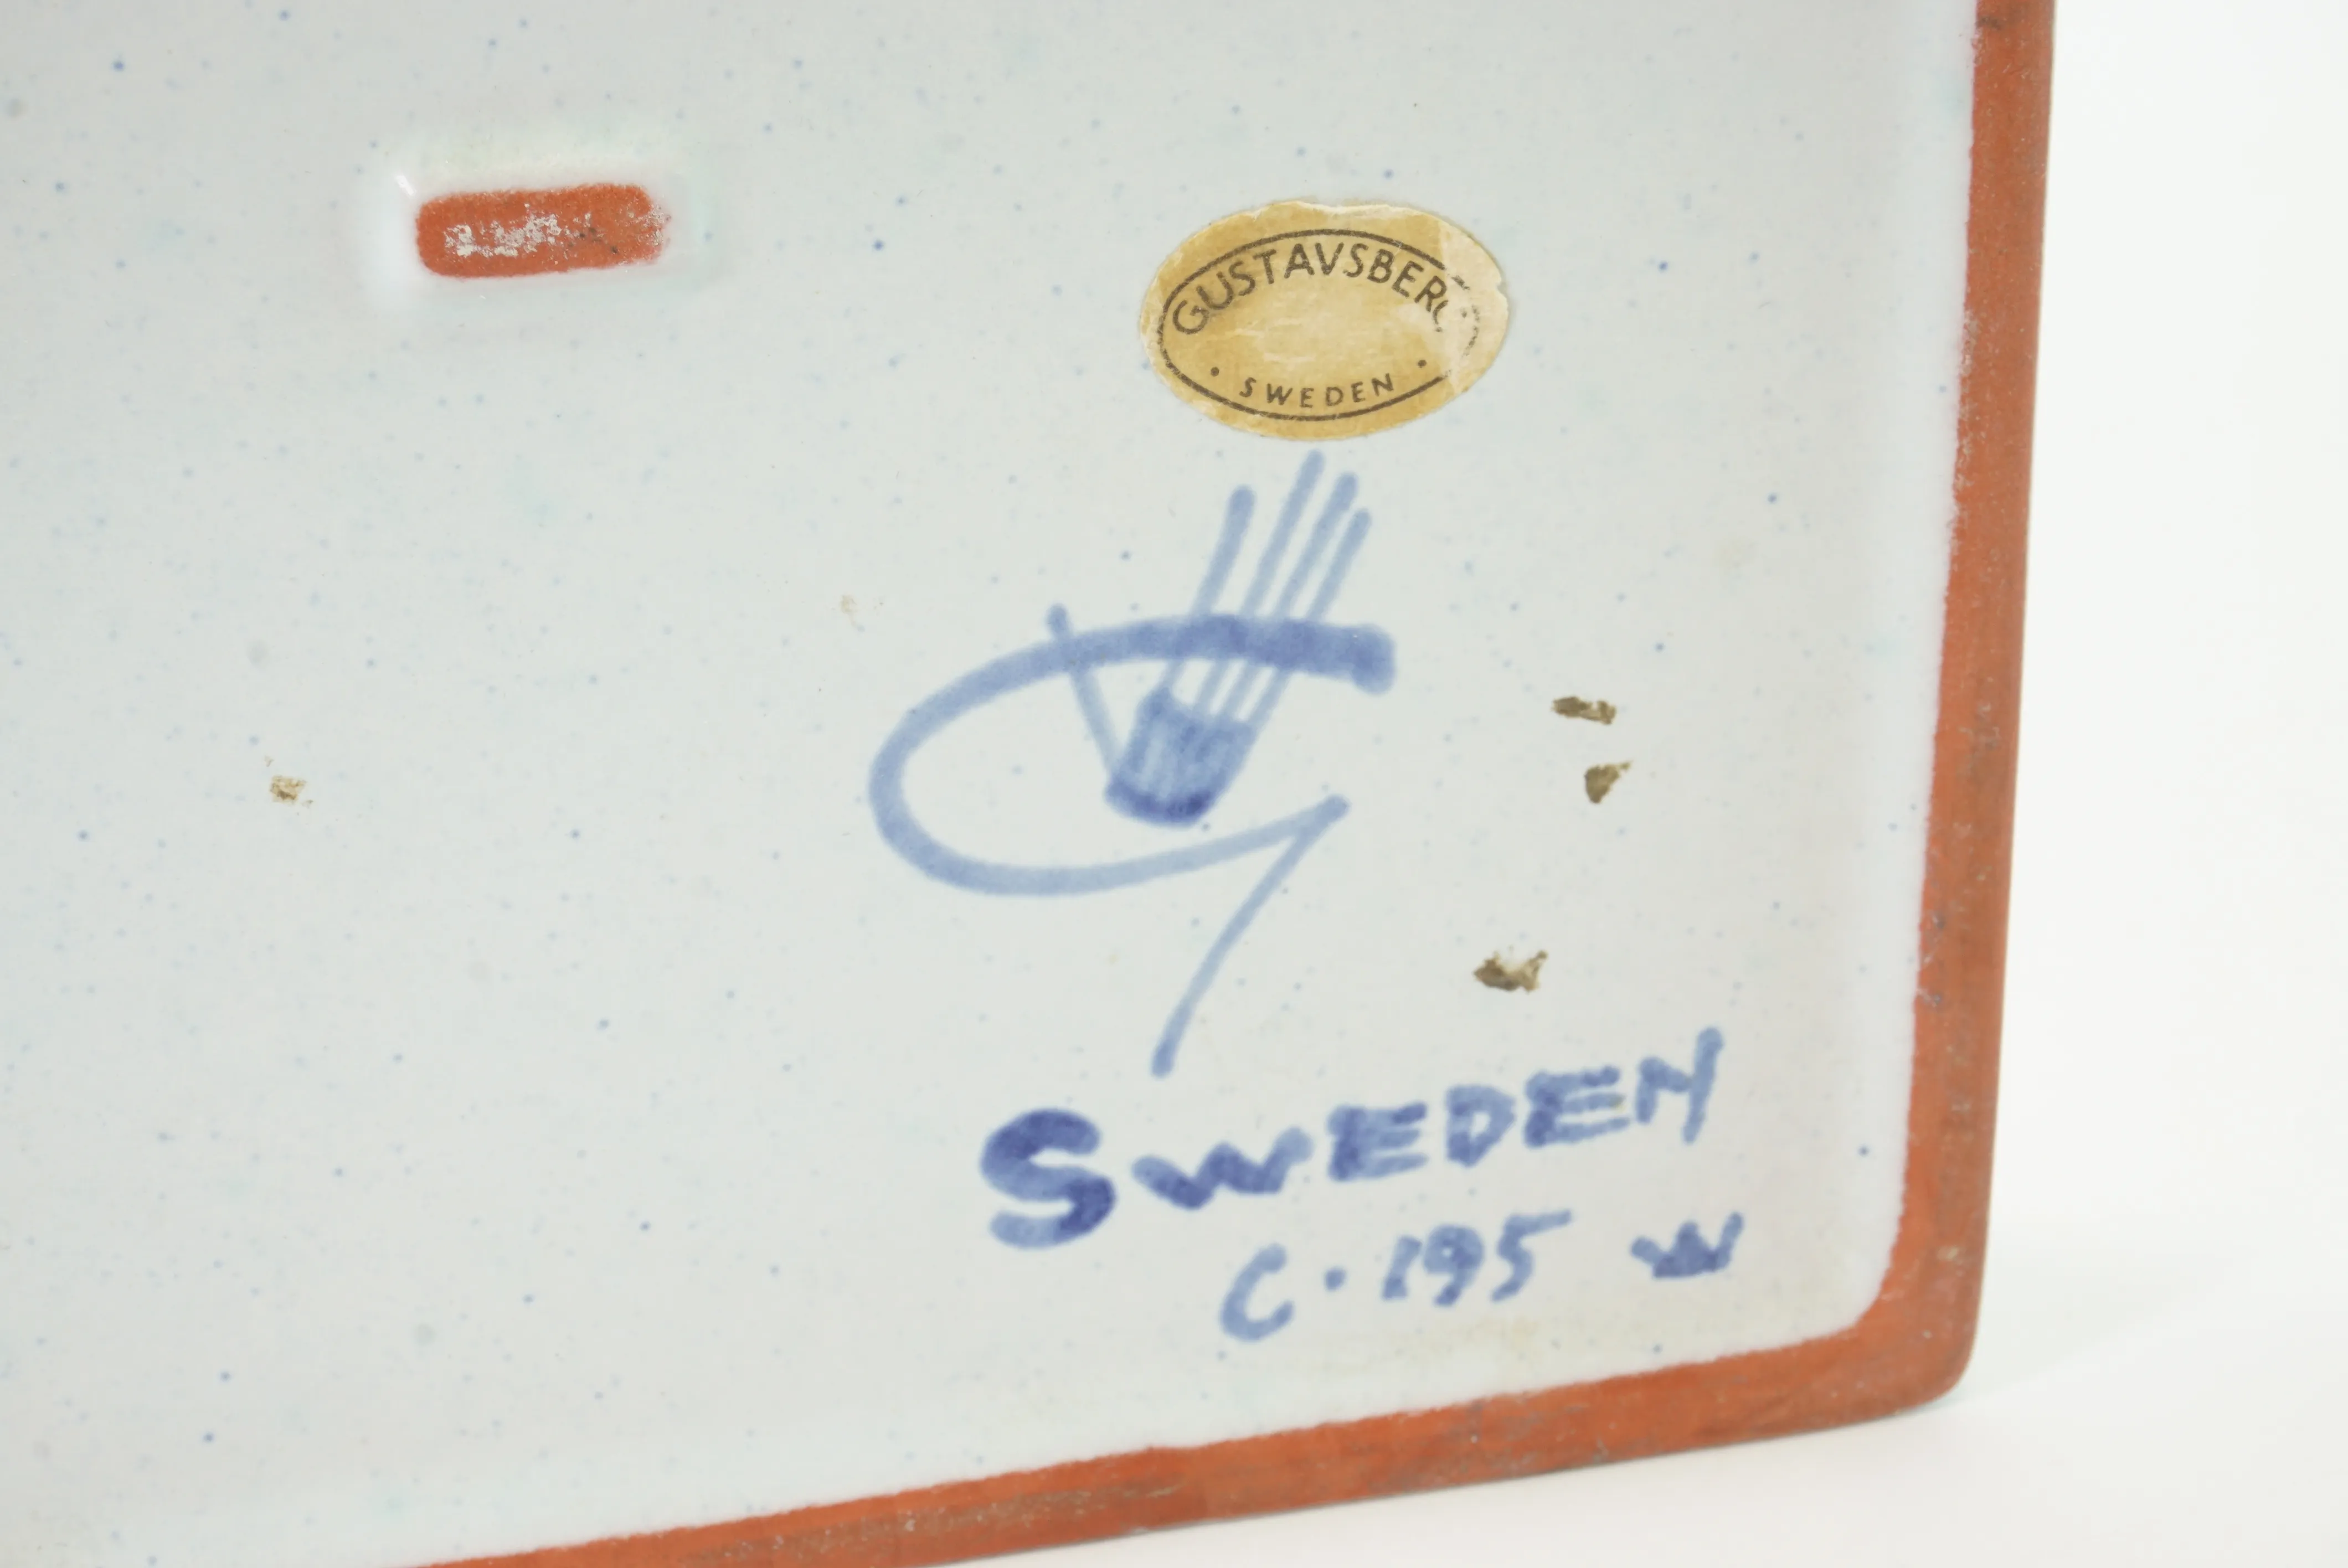 GUSTAVSBERG
· SWEDEN ·
G
SWEDEN
C·195 W